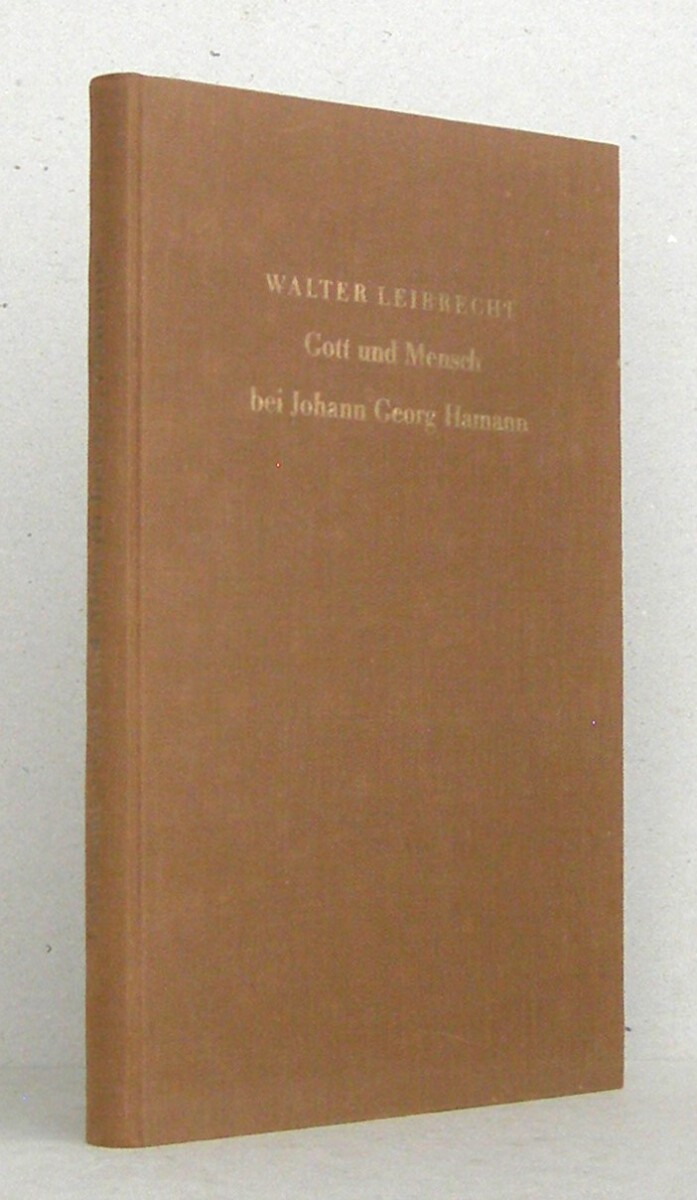 WALTER LEIBRECHT
Gott und Mensch
bei Johann Georg Hamann